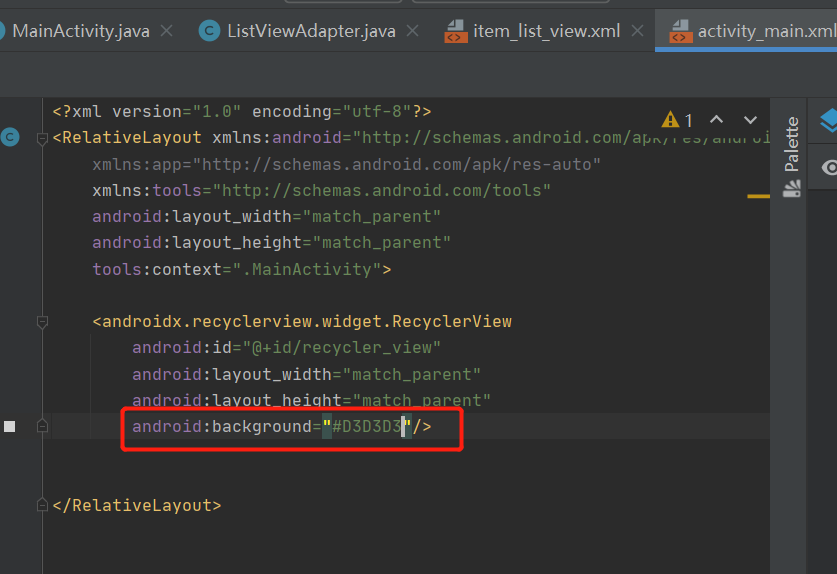 MainActivity.java
ListViewAdapter.java
item_list_view.xml
activity_main.xml
<?xml version="1.0" encoding="utf-8"?>
1
<RelativeLayout xmlns:android="http://schemas.android.com/apk/res/androi
xmlns:app="http://schemas.android.com/apk/res-auto"
xmlns:tools="http://schemas.android.com/tools"
android:layout_width="match_parent"
android:layout_height="match_parent"
tools:context=".MainActivity">
<androidx.recyclerview.widget.RecyclerView
android:id="@+id/recycler_view"
android:layout_width="match_parent"
android:layout_height="match_parent"
android:background="#D3D3D3"/>
</RelativeLayout>
Palette